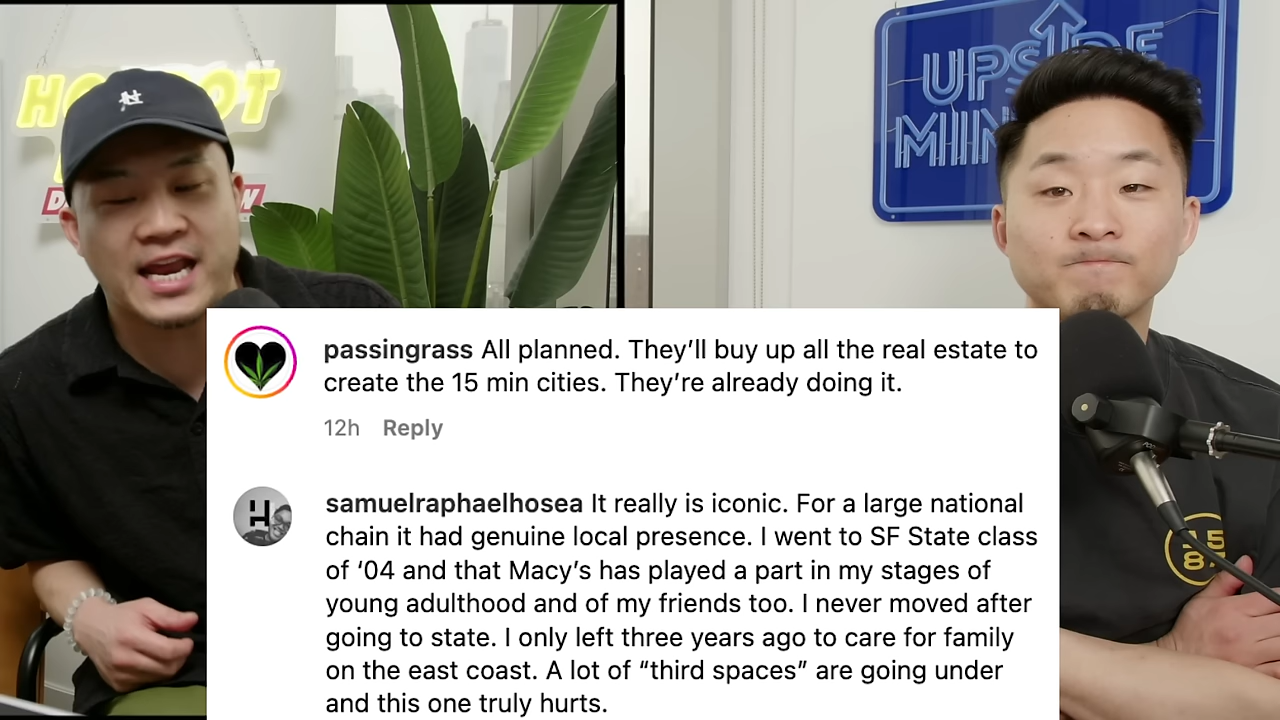 UPS
MIN
passingrass All planned. They’ll buy up all the real estate to
create the 15 min cities. They’re already doing it.
12h Reply
samuelraphaelhosea It really is iconic. For a large national
chain it had genuine local presence. I went to SF State class
of ‘04 and that Macy’s has played a part in my stages of
young adulthood and of my friends too. I never moved after
going to state. I only left three years ago to care for family
on the east coast. A lot of “third spaces” are going under
and this one truly hurts.